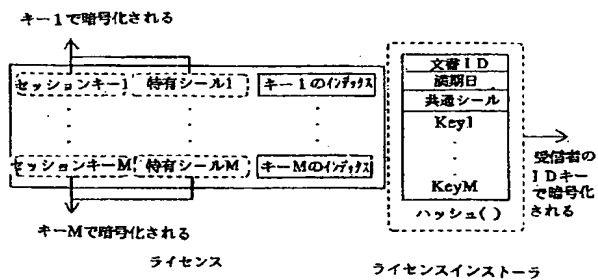 キー1で暗号化される
セッションキー1 特有シール1 キー1のインデックス
セッションキーM 特有シールM キーMのインデックス
キーMで暗号化される
ライセンス
文書ID
満期日
共通シール
Key1
KeyM
ハッシュ()
受信者の
IDキー
で暗号化
される
ライセンスインストーラ